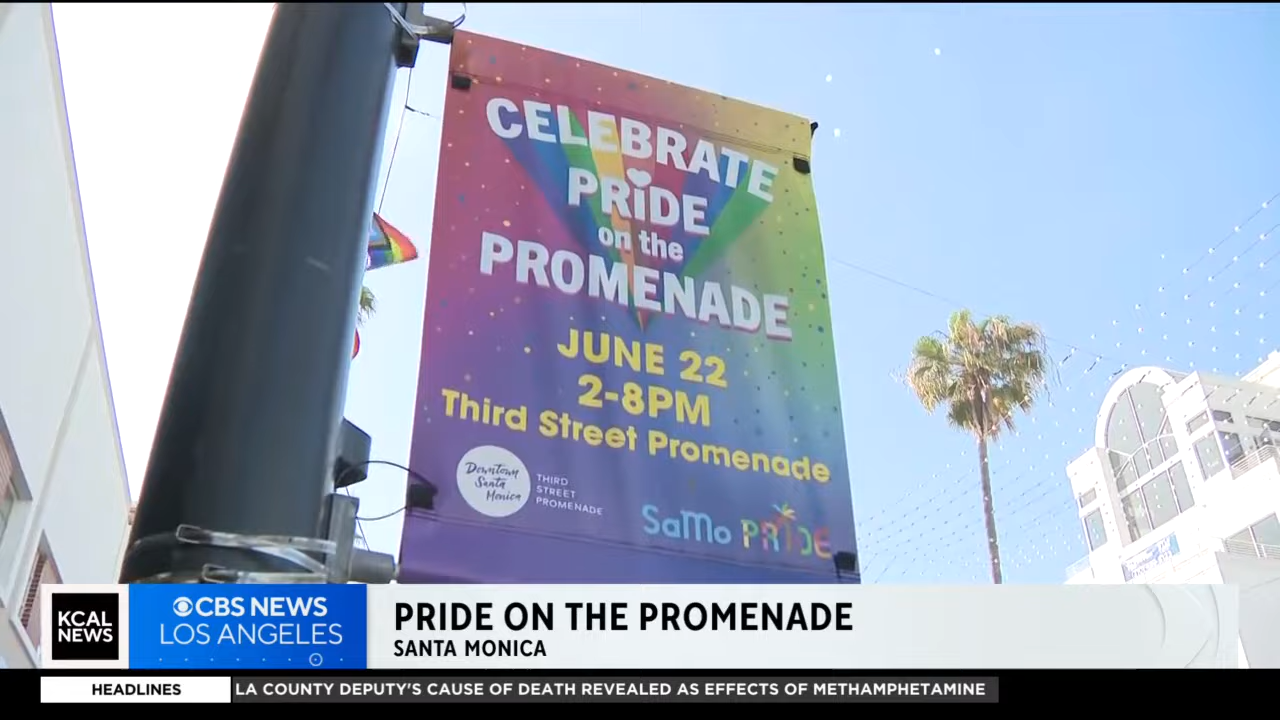 CELEBRATE
PRiDE
on the
PROMENADE
JUNE 22
2-8PM
Third Street Promenade
Downtown
Santa
Monica
THIRD
STREET
PROMENADE
SaMo PRIDE
KCAL
NEWS
CBS NEWS
LOS ANGELES
PRIDE ON THE PROMENADE
SANTA MONICA
HEADLINES
LA COUNTY DEPUTY'S CAUSE OF DEATH REVEALED AS EFFECTS OF METHAMPHETAMINE